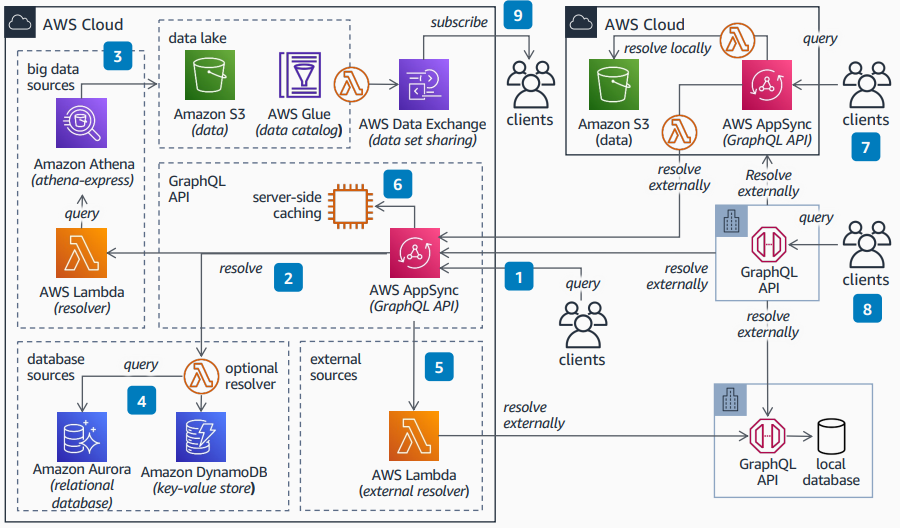 AWS Cloud
3
big data
sources
Amazon Athena
(athena-express)
query
AWS Lambda
(resolver)
data lake
Amazon S3
(data)
AWS Glue
(data catalog)
AWS Data Exchange
(data set sharing)
subscribe
9
clients
GraphQL
API
server-side
caching
6
resolve
2
AWS AppSync
(GraphQL API)
1
query
clients
database
sources
query
optional
resolver
4
Amazon Aurora
(relational
database)
Amazon DynamoDB
(key-value store)
external
sources
5
AWS Lambda
(external resolver)
resolve
externally
AWS Cloud
resolve locally
query
Amazon S3
(data)
AWS AppSync
(GraphQL API)
clients
7
resolve
externally
Resolve
externally
query
GraphQL
API
clients
8
resolve
externally
resolve
externally
GraphQL
API
local
database